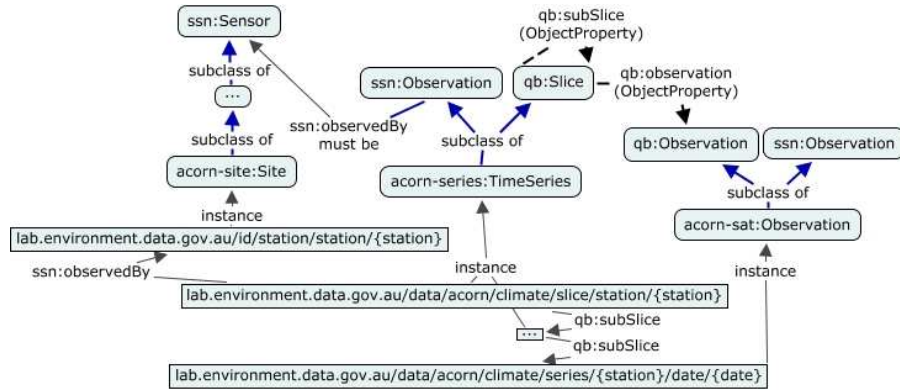 ssn:Sensor
qb:subSlice
(ObjectProperty)
subclass of
ssn:Observation
qb:Slice
qb:observation
(ObjectProperty)
...
ssn:observedBy
must be
subclass of
subclass of
qb:Observation
ssn:Observation
acorn-site:Site
acorn-series:TimeSeries
subclass of
instance
acorn-sat:Observation
lab.environment.data.gov.au/id/station/station/{station}
ssn:observedBy
instance
instance
lab.environment.data.gov.au/data/acorn/climate/slice/station/{station}
qb:subSlice
...
qb:subSlice
lab.environment.data.gov.au/data/acorn/climate/series/{station}/date/{date}